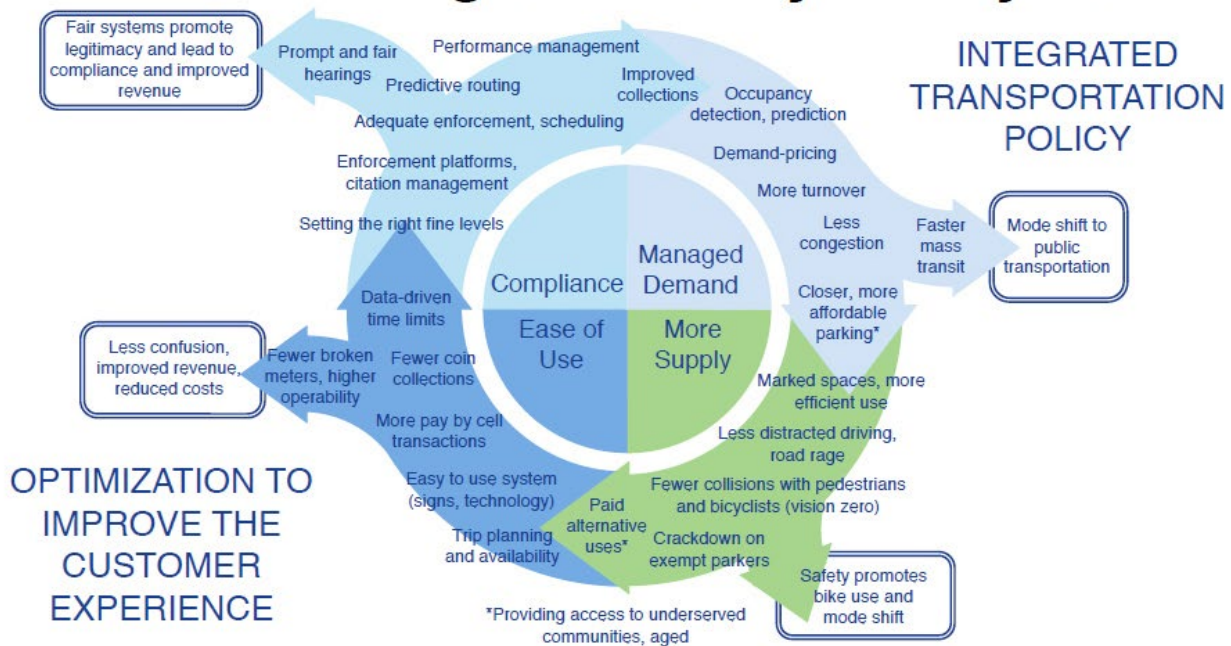 Fair systems promote
legitimacy and lead to
compliance and improved
revenue
Prompt and fair
hearings
Performance management
Predictive routing
Improved
collections
Adequate enforcement, scheduling
Enforcement platforms,
citation management
Setting the right fine levels
INTEGRATED
TRANSPORTATION
POLICY
Occupancy
detection, prediction
Demand-pricing
More turnover
Less
congestion
Faster
mass
transit
Mode shift to
public
transportation
Closer, more
affordable
parking*
Compliance
Managed
Demand
Ease of
Use
More
Supply
Data-driven
time limits
Less confusion,
improved revenue,
reduced costs
Fewer broken
meters, higher
operability
Fewer coin
collections
More pay by cell
transactions
Easy to use system
(signs, technology)
Trip planning
and availability
Marked spaces, more
efficient use
Less distracted driving,
road rage
Fewer collisions with pedestrians
and bicyclists (vision zero)
Paid
alternative
uses*
Crackdown on
exempt parkers
Safety promotes
bike use and
mode shift
OPTIMIZATION TO
IMPROVE THE
CUSTOMER
EXPERIENCE
*Providing access to underserved
communities, aged